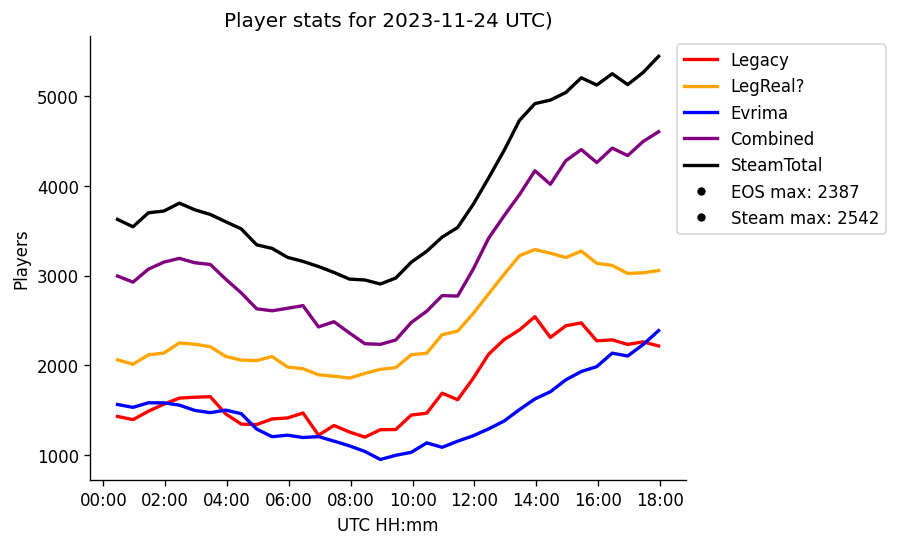 Player stats for 2023-11-24 UTC)
Players
5000
4000
3000
2000
1000
00:00 02:00 04:00 06:00 08:00 10:00 12:00 14:00 16:00 18:00
UTC HH:mm
Legacy
LegReal?
Evrima
Combined
SteamTotal
EOS max: 2387
Steam max: 2542